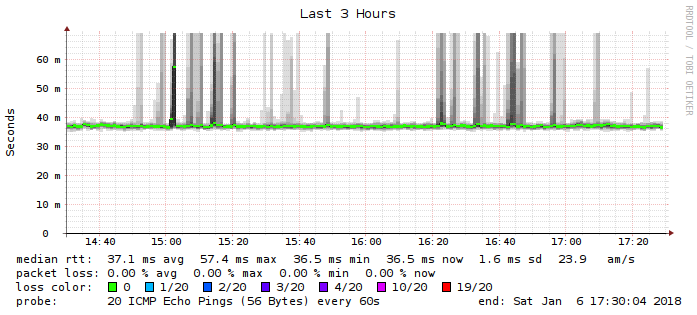 Last 3 Hours
RRDTOOL / TOBI OETIKER
Seconds
60 m
50 m
40 m
30 m
20 m
10 m
0
14:40 15:00 15:20 15:40 16:00 16:20 16:40 17:00 17:20
median rtt: 37.1 ms avg 57.4 ms max 36.5 ms min 36.5 ms now 1.6 ms sd 23.9 am/s
packet loss: 0.00 % avg 0.00 % max 0.00 % min 0.00 % now
loss color: 0 1/20 2/20 3/20 4/20 10/20 19/20
probe: 20 ICMP Echo Pings (56 Bytes) every 60s end: Sat Jan 6 17:30:04 2018